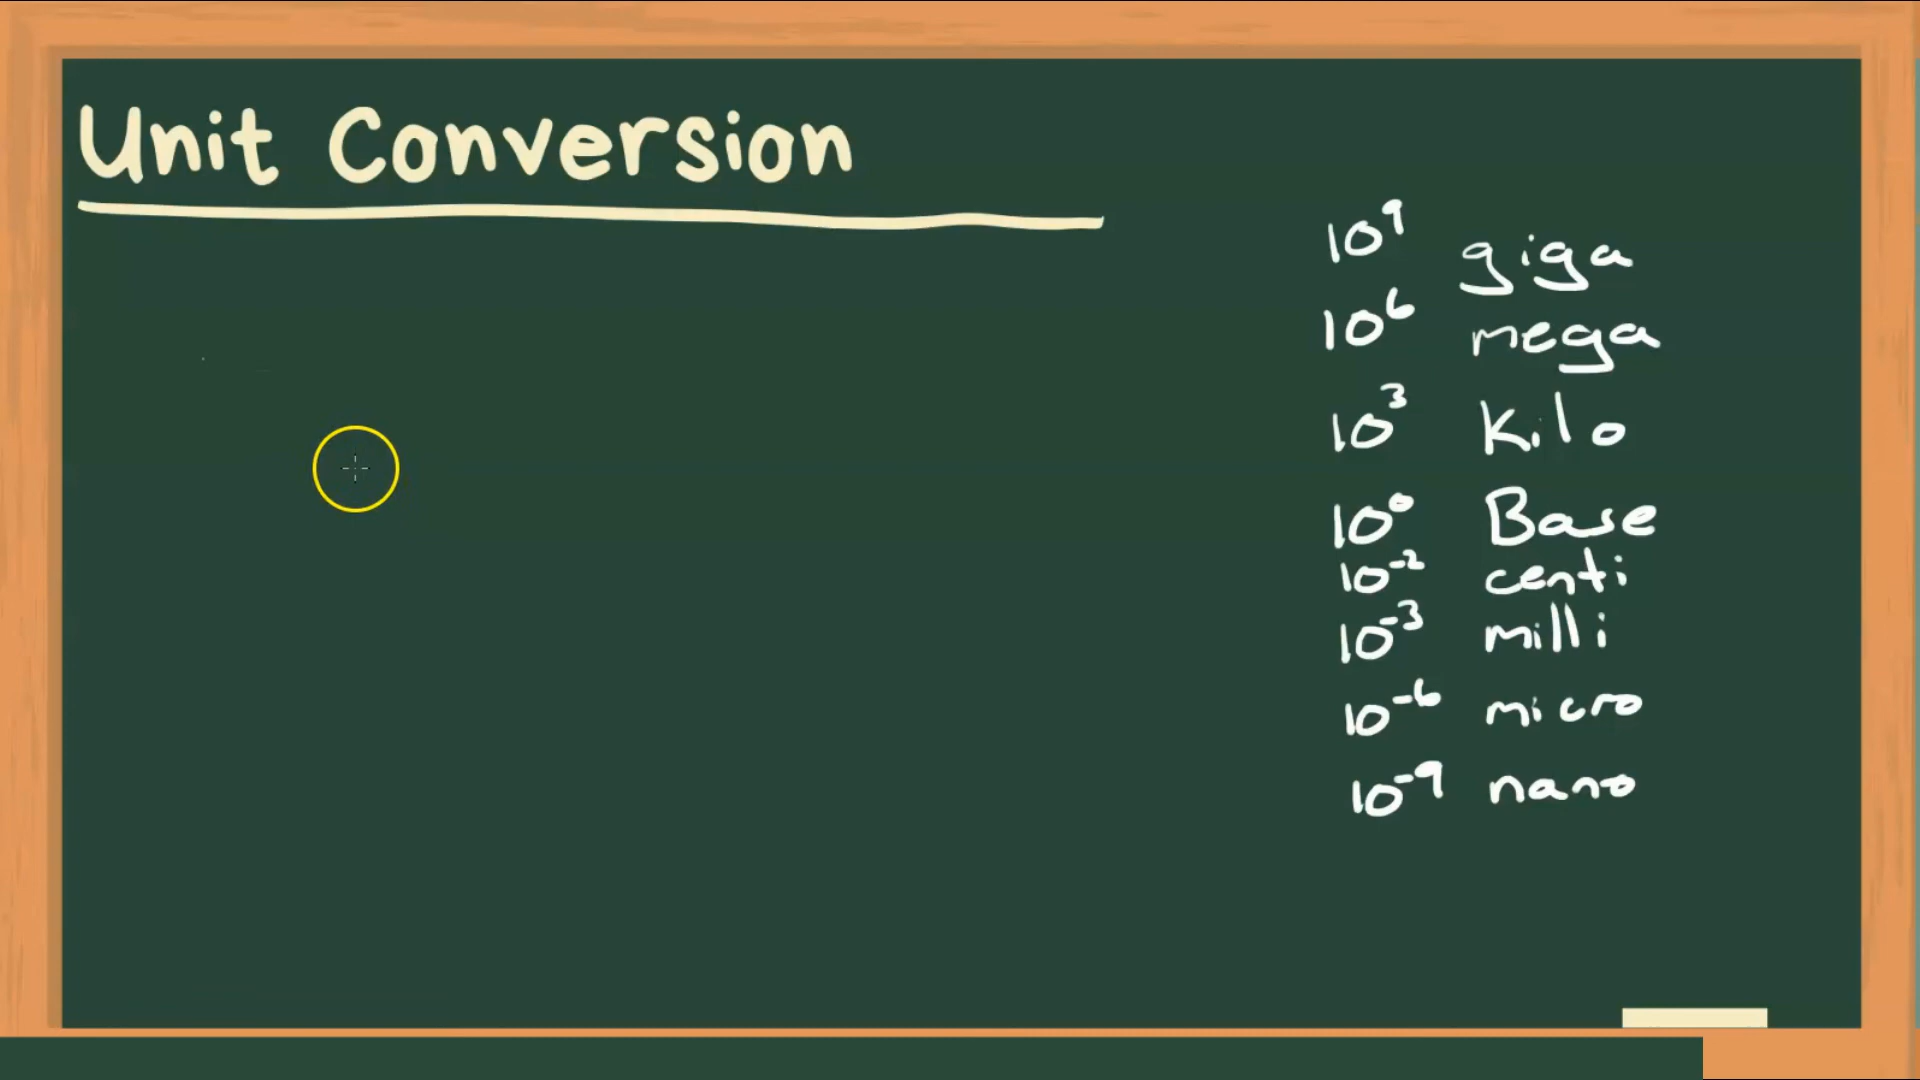 Unit Conversion
10⁹ giga
10⁶ mega
10³ Kilo
10⁰ Base
10⁻² centi
10⁻³ milli
10⁻⁶ micro
10⁻⁹ nano